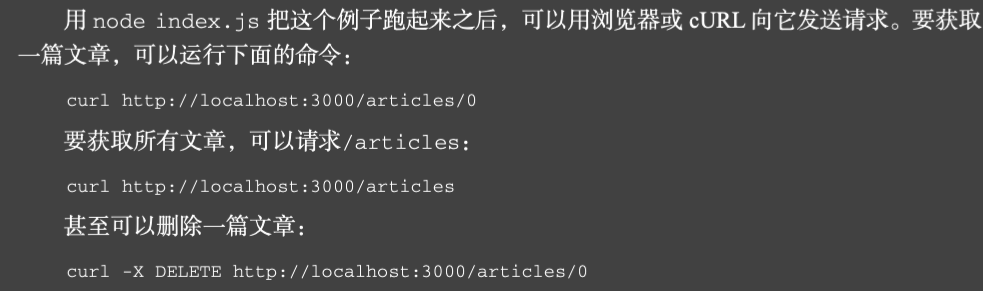 用 node index.js 把这个例子跑起来之后，可以用浏览器或 cURL 向它发送请求。要获取
一篇文章，可以运行下面的命令：
curl http://localhost:3000/articles/0
要获取所有文章，可以请求/articles：
curl http://localhost:3000/articles
甚至可以删除一篇文章：
curl -X DELETE http://localhost:3000/articles/0